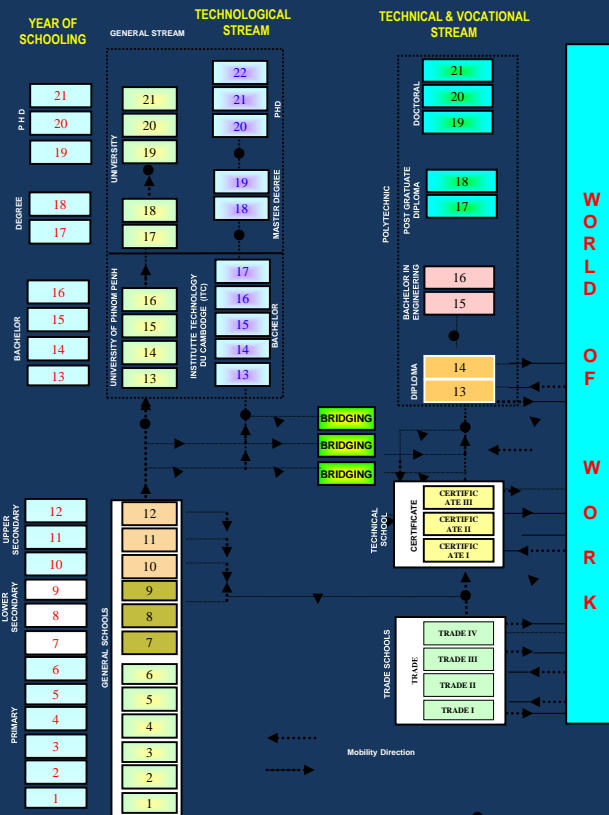 YEAR OF
SCHOOLING
GENERAL STREAM
TECHNOLOGICAL
STREAM
TECHNICAL & VOCATIONAL
STREAM
P H D
21
20
19
DEGREE
18
17
BACHELOR
16
15
14
13
UPPER
SECONDARY
12
11
10
LOWER
SECONDARY
9
8
7
PRIMARY
6
5
4
3
2
1
UNIVERSITY
21
20
19
18
17
UNIVERSITY OF PHNOM PENH
16
15
14
13
GENERAL SCHOOLS
12
11
10
9
8
7
6
5
4
3
2
1
22
21
20
PHD
19
18
MASTER DEGREE
INSTITUTTE TECHNOLOGY
DU CAMBODGE (ITC)
17
16
15
14
13
BACHELOR
BRIDGING
BRIDGING
BRIDGING
POLYTECHNIC
DOCTORAL
21
20
19
POST GRATUATE
DIPLOMA
18
17
BACHELOR IN
ENGINEERING
16
15
DIPLOMA
14
13
TECHNICAL
SCHOOL
CERTIFICATE
CERTIFIC
ATE III
CERTIFIC
ATE II
CERTIFIC
ATE I
TRADE SCHOOLS
TRADE
TRADE IV
TRADE III
TRADE II
TRADE I
Mobility Direction
WORLD OF WORK